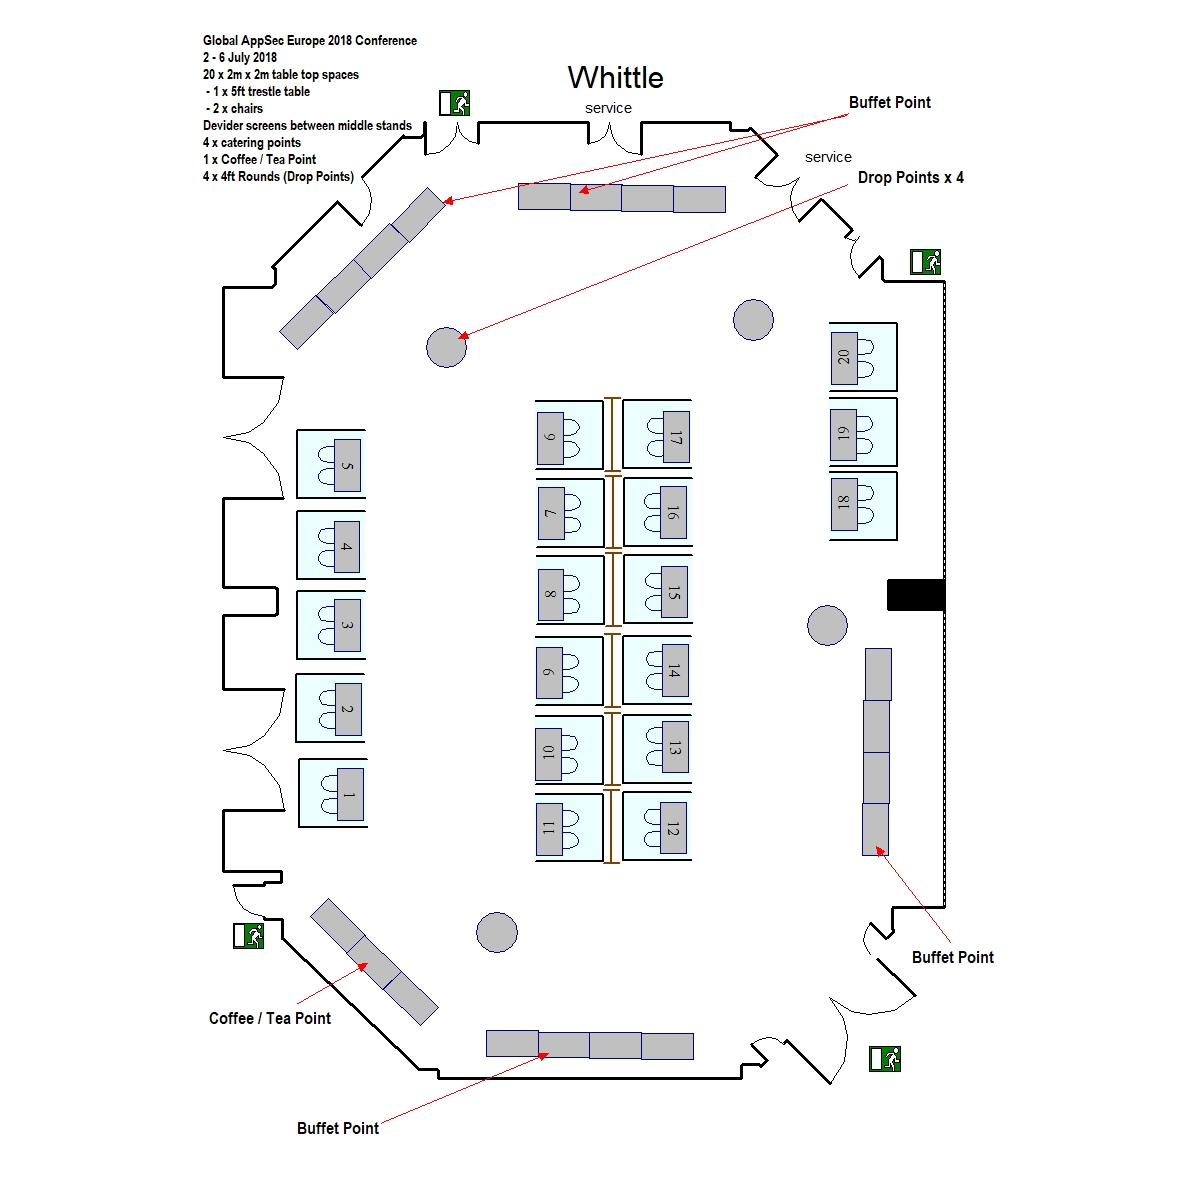 Global AppSec Europe 2018 Conference
2 - 6 July 2018
20 x 2m x 2m table top spaces
- 1 x 5ft trestle table
- 2 x chairs
Devider screens between middle stands
4 x catering points
1 x Coffee / Tea Point
4 x 4ft Rounds (Drop Points)
Whittle
service
Buffet Point
service
Drop Points x 4
20
19
18
5
4
3
2
1
6
7
8
9
10
11
17
16
15
14
13
12
Coffee / Tea Point
Buffet Point
Buffet Point